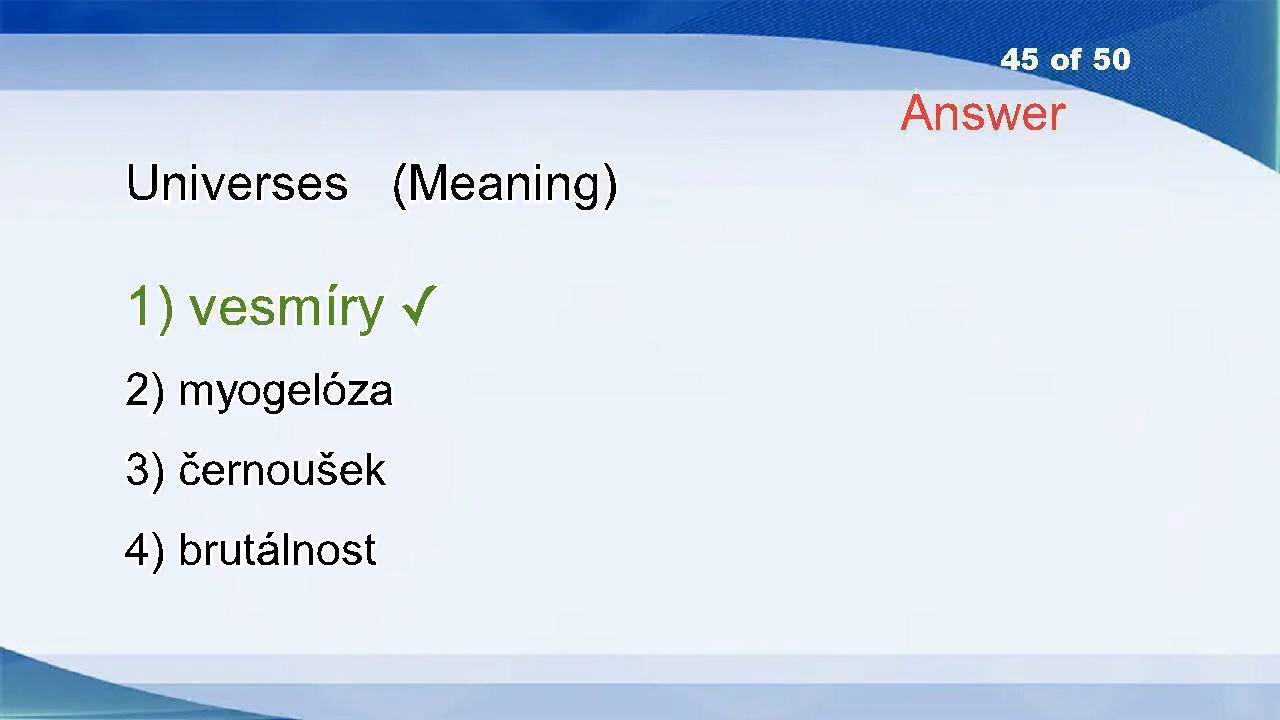 45 of 50
Answer
Universes (Meaning)
1) vesmíry ✓
2) myogelóza
3) černoušek
4) brutálnost